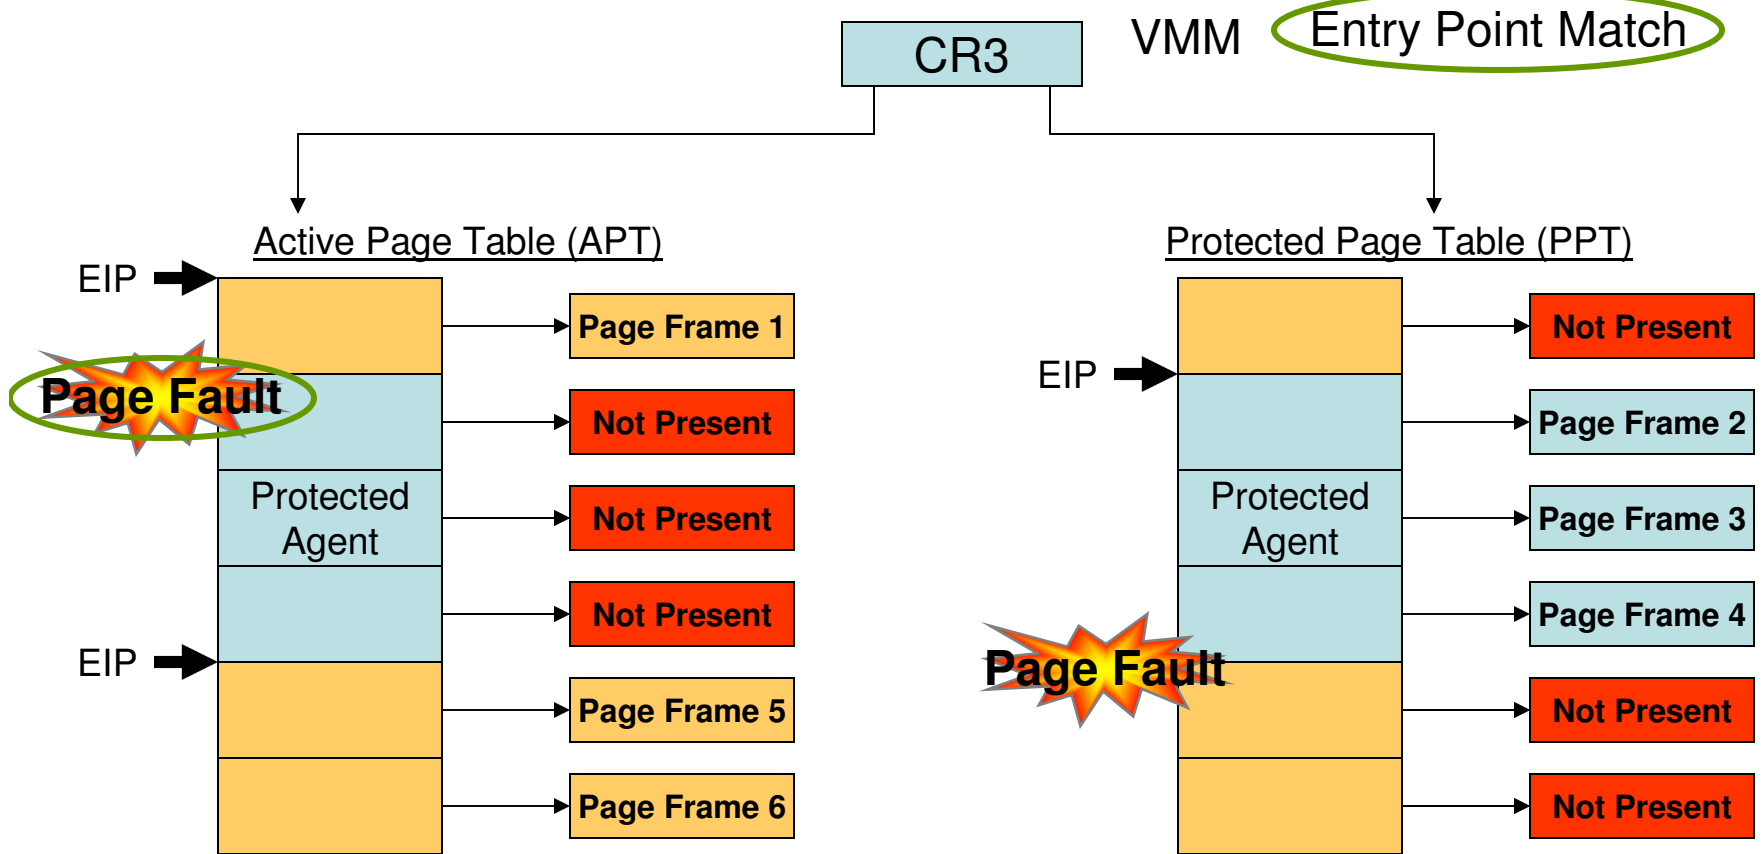 CR3
VMM
Entry Point Match
Active Page Table (APT)
EIP
Page Frame 1
Page Fault
Not Present
Protected
Agent
Not Present
Not Present
EIP
Page Frame 5
Page Frame 6
Protected Page Table (PPT)
Not Present
EIP
Page Frame 2
Protected
Agent
Page Frame 3
Page Frame 4
Page Fault
Not Present
Not Present